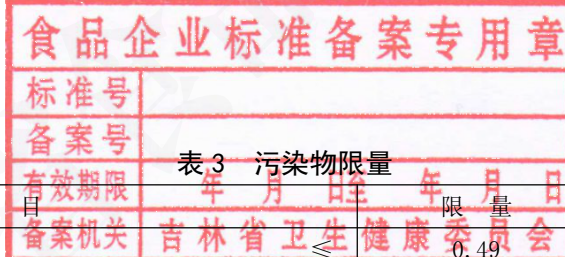 食品企业标准备案专用章
标准号
备案号
表3 污染物限量
有效期限 年 月 日至 年 月 日
目 限 量
备案机关 吉林省卫生健康委员会
≤ 0.49